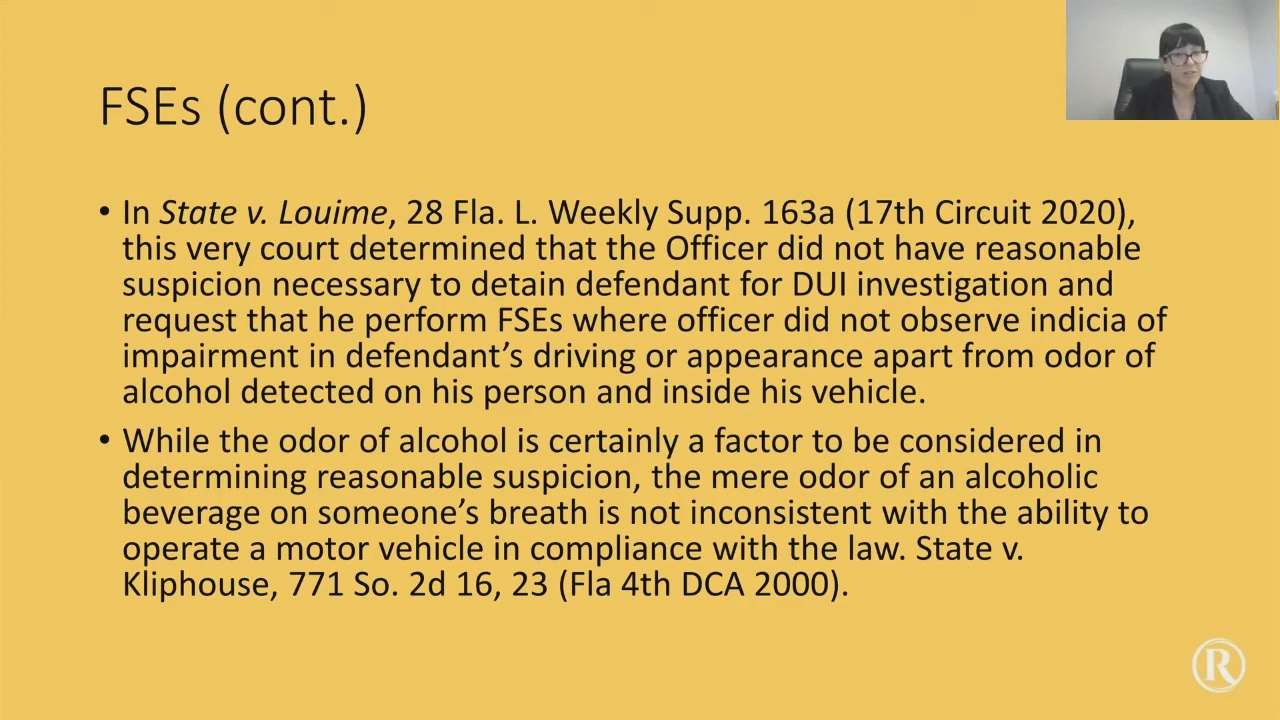 FSEs (cont.)
• In State v. Louime, 28 Fla. L. Weekly Supp. 163a (17th Circuit 2020),
this very court determined that the Officer did not have reasonable
suspicion necessary to detain defendant for DUI investigation and
request that he perform FSEs where officer did not observe indicia of
impairment in defendant’s driving or appearance apart from odor of
alcohol detected on his person and inside his vehicle.
• While the odor of alcohol is certainly a factor to be considered in
determining reasonable suspicion, the mere odor of an alcoholic
beverage on someone’s breath is not inconsistent with the ability to
operate a motor vehicle in compliance with the law. State v.
Kliphouse, 771 So. 2d 16, 23 (Fla 4th DCA 2000).
R